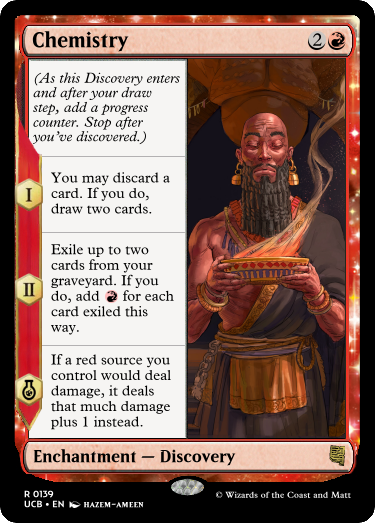 Chemistry 2
(As this Discovery enters
and after your draw
step, add a progress
counter. Stop after
you've discovered.)
I
You may discard a
card. If you do,
draw two cards.
II
Exile up to two
cards from your
graveyard. If you
do, add for each
card exiled this
way.
If a red source you
control would deal
damage, it deals
that much damage
plus 1 instead.
Enchantment — Discovery
R 0139
UCB • EN HAZEM-AMEEN
© Wizards of the Coast and Matt